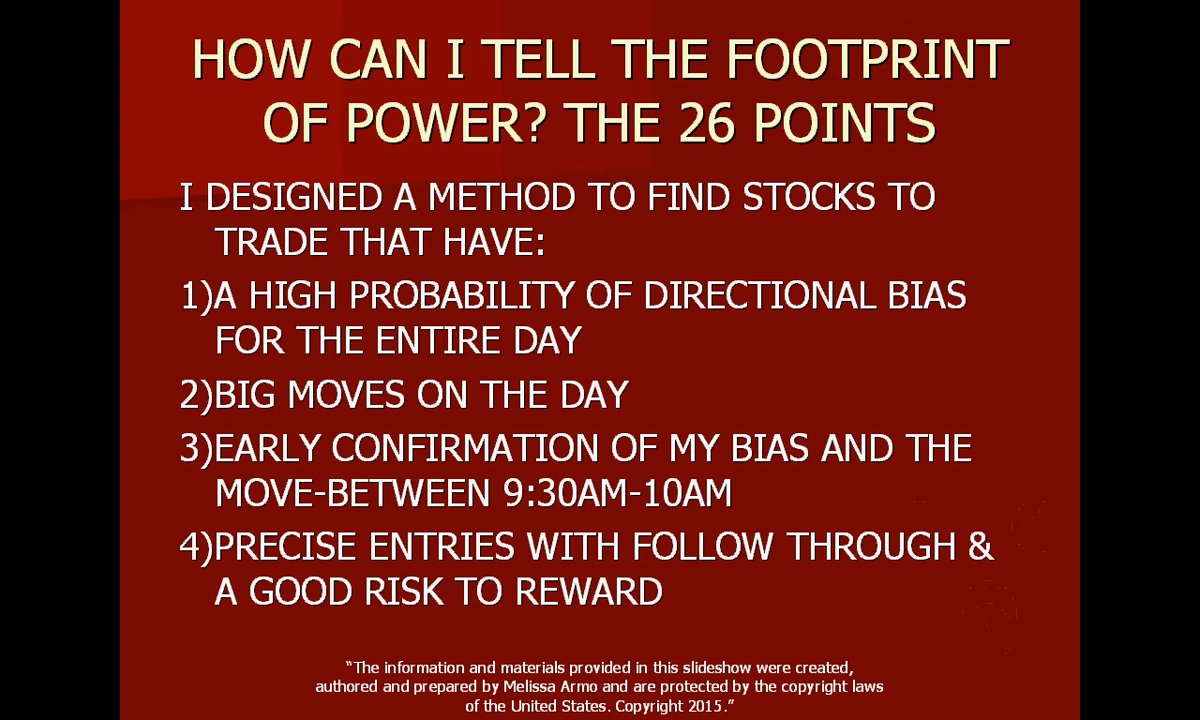 HOW CAN I TELL THE FOOTPRINT
OF POWER? THE 26 POINTS
I DESIGNED A METHOD TO FIND STOCKS TO
TRADE THAT HAVE:
1)A HIGH PROBABILITY OF DIRECTIONAL BIAS
FOR THE ENTIRE DAY
2)BIG MOVES ON THE DAY
3)EARLY CONFIRMATION OF MY BIAS AND THE
MOVE-BETWEEN 9:30AM-10AM
4)PRECISE ENTRIES WITH FOLLOW THROUGH &
A GOOD RISK TO REWARD
“The information and materials provided in this slideshow were created,
authored and prepared by Melissa Armo and are protected by the copyright laws
of the United States. Copyright 2015.”